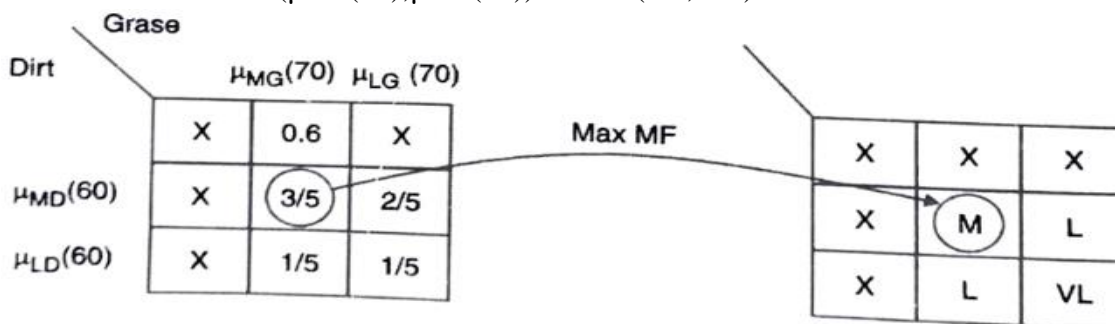 Grase
Dirt
μMG(70) μLG (70)
X 0.6 X
Max MF
X X X
μMD(60) X 3/5 2/5
X M L
μLD(60) X 1/5 1/5
X L VL